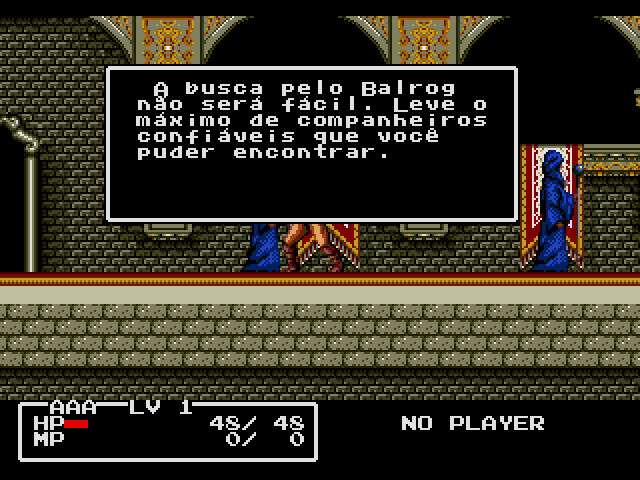 A busca pelo Balrog
não será fácil. Leve o
máximo de companheiros
confiáveis que você
puder encontrar.
AAA LV 1
HP 48/ 48 NO PLAYER
MP 0/ 0